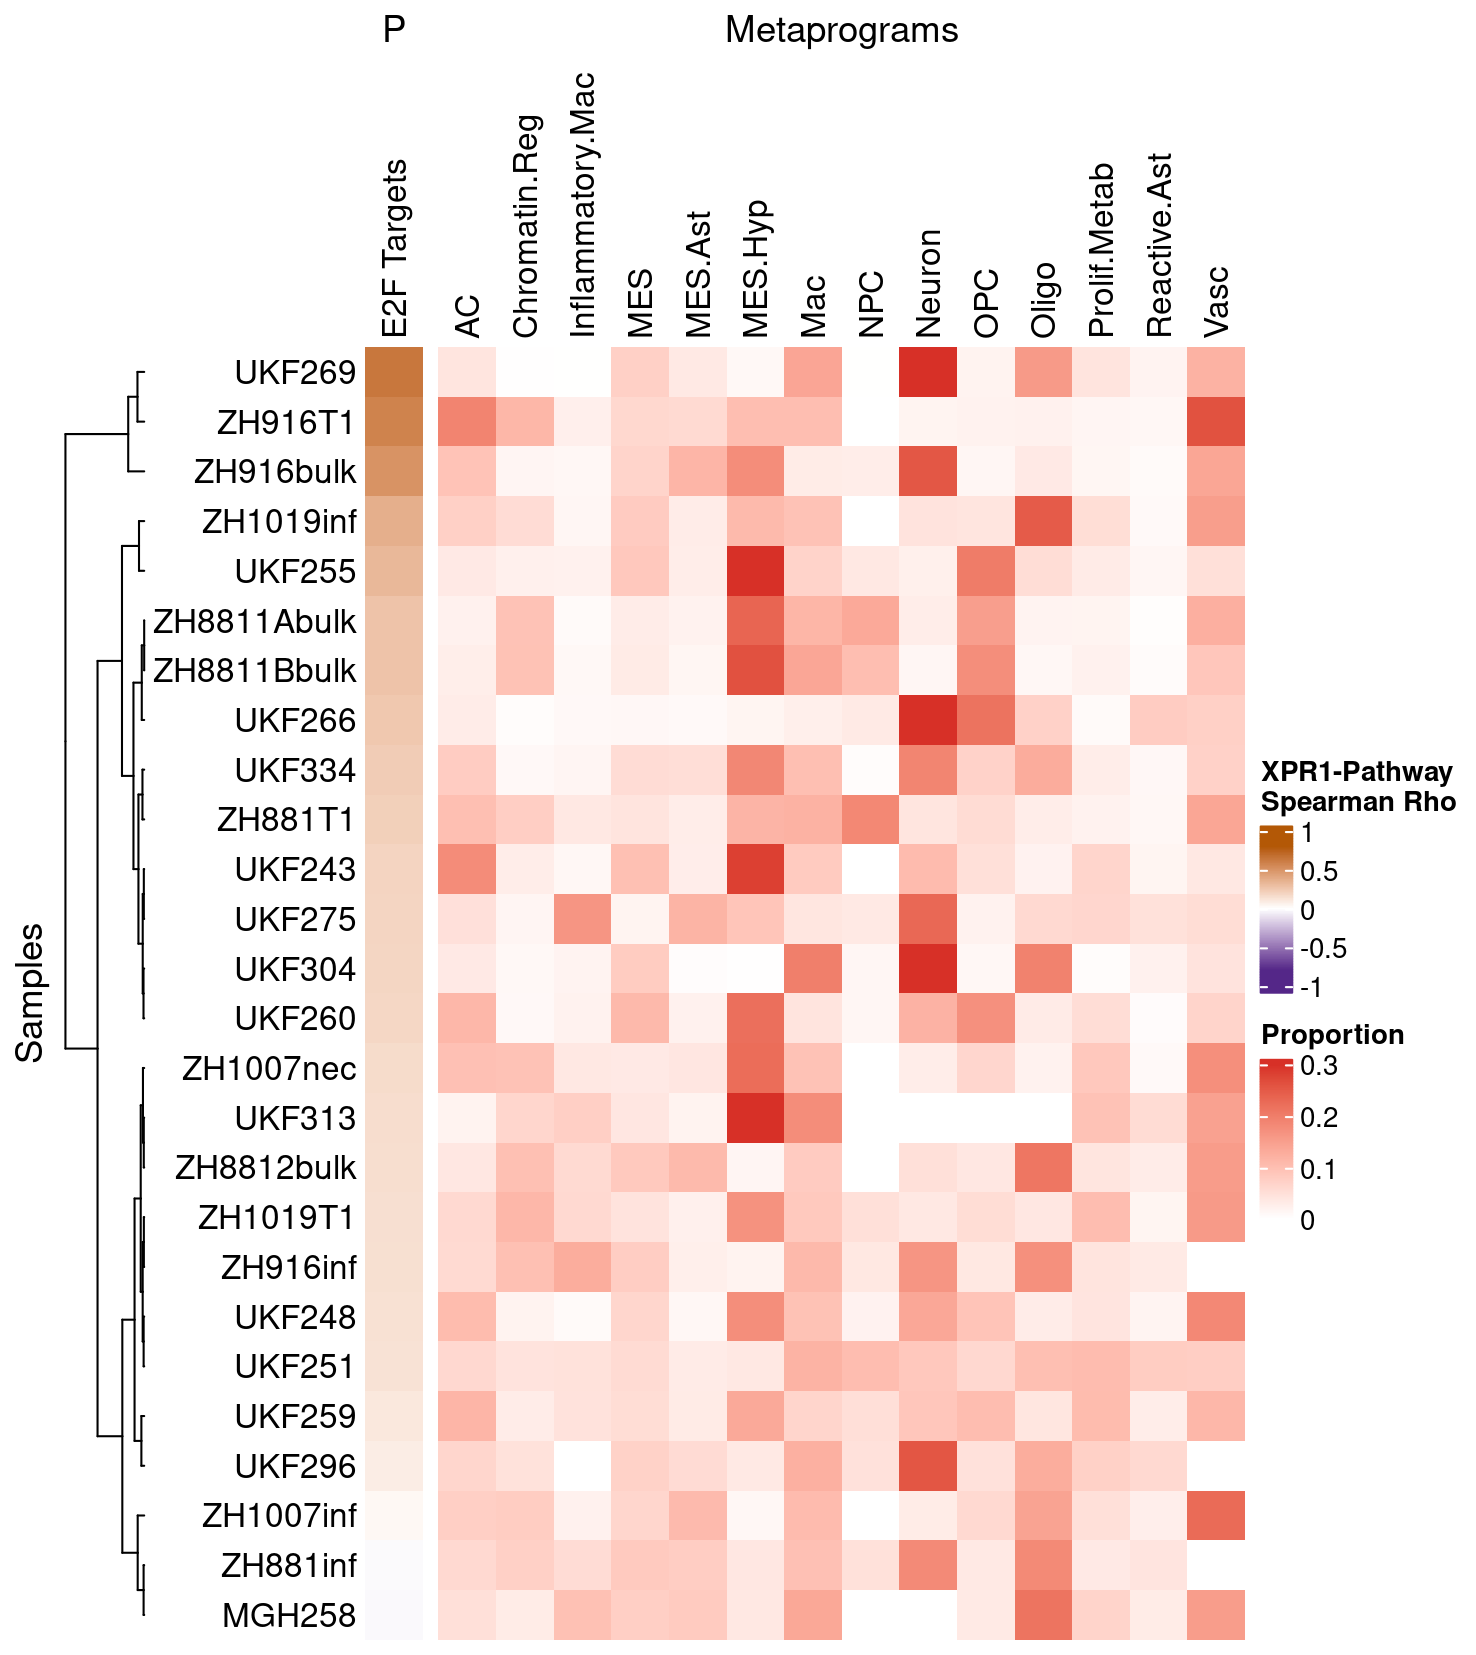 P
Metaprograms
E2F Targets
AC
Chromatin.Reg
Inflammatory.Mac
MES
MES.Ast
MES.Hyp
Mac
NPC
Neuron
OPC
Oligo
Prolif.Metab
Reactive.Ast
Vasc
Samples
UKF269
ZH916T1
ZH916bulk
ZH1019inf
UKF255
ZH8811Abulk
ZH8811Bbulk
UKF266
UKF334
ZH881T1
UKF243
UKF275
UKF304
UKF260
ZH1007nec
UKF313
ZH8812bulk
ZH1019T1
ZH916inf
UKF248
UKF251
UKF259
UKF296
ZH1007inf
ZH881inf
MGH258
XPR1-Pathway
Spearman Rho
1
0.5
0
-0.5
-1
Proportion
0.3
0.2
0.1
0